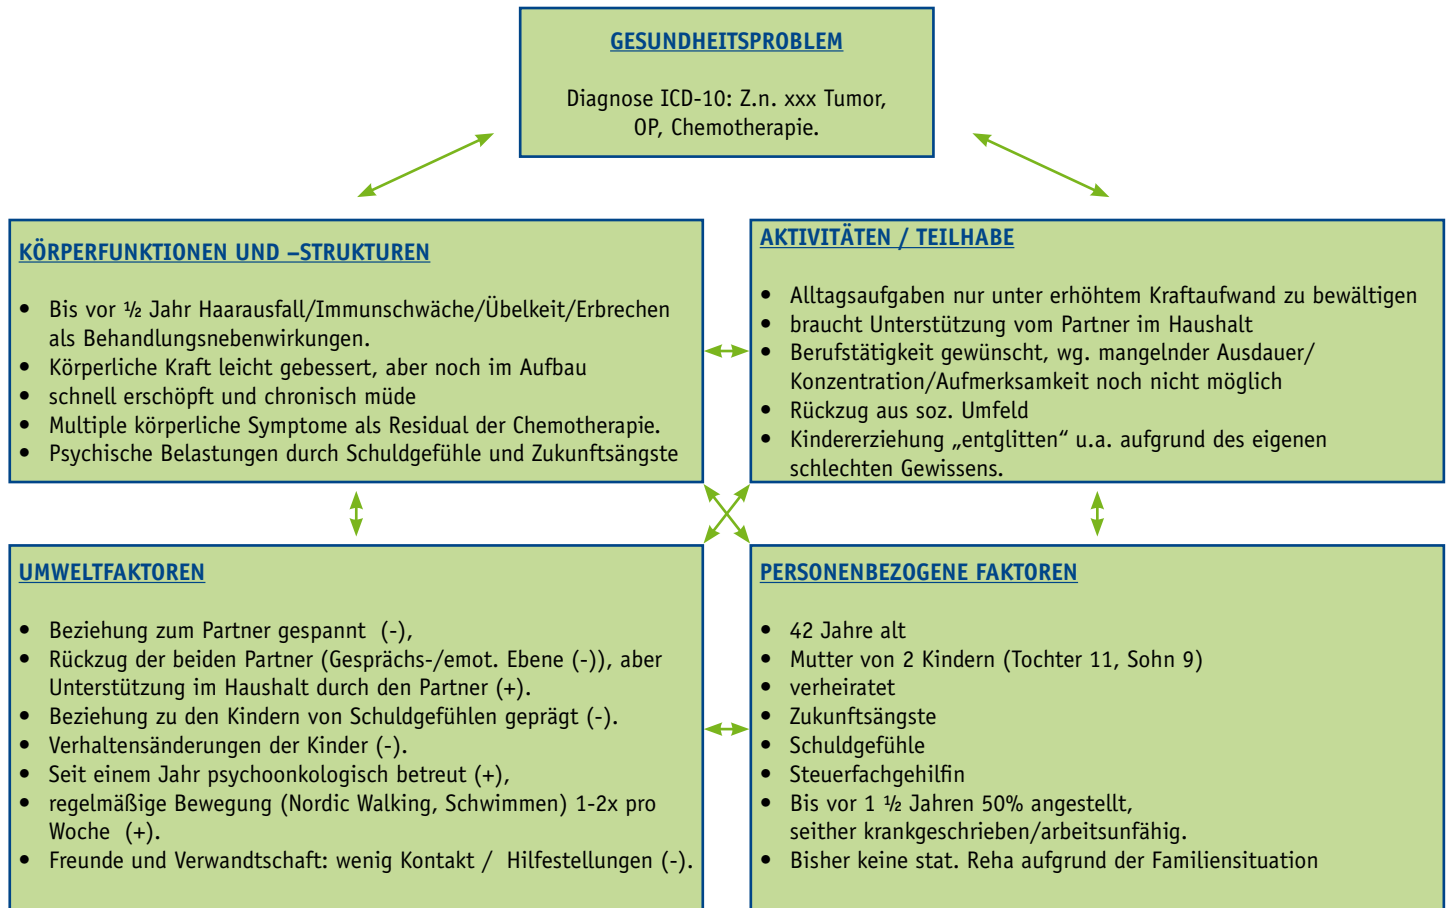 GESUNDHEITSPROBLEM
Diagnose ICD-10: Z.n. xxx Tumor,
OP, Chemotherapie.
KÖRPERFUNKTIONEN UND –STRUKTUREN
• Bis vor ½ Jahr Haarausfall/Immunschwäche/Übelkeit/Erbrechen
als Behandlungsnebenwirkungen.
• Körperliche Kraft leicht gebessert, aber noch im Aufbau
• schnell erschöpft und chronisch müde
• Multiple körperliche Symptome als Residual der Chemotherapie.
• Psychische Belastungen durch Schuldgefühle und Zukunftsängste
AKTIVITÄTEN / TEILHABE
• Alltagsaufgaben nur unter erhöhtem Kraftaufwand zu bewältigen
• braucht Unterstützung vom Partner im Haushalt
• Berufstätigkeit gewünscht, wg. mangelnder Ausdauer/
Konzentration/Aufmerksamkeit noch nicht möglich
• Rückzug aus soz. Umfeld
• Kindererziehung „entglitten“ u.a. aufgrund des eigenen
schlechten Gewissens.
UMWELTFAKTOREN
• Beziehung zum Partner gespannt (-),
• Rückzug der beiden Partner (Gesprächs-/emot. Ebene (-)), aber
Unterstützung im Haushalt durch den Partner (+).
• Beziehung zu den Kindern von Schuldgefühlen geprägt (-).
• Verhaltensänderungen der Kinder (-).
• Seit einem Jahr psychoonkologisch betreut (+),
• regelmäßige Bewegung (Nordic Walking, Schwimmen) 1-2x pro
Woche (+).
• Freunde und Verwandtschaft: wenig Kontakt / Hilfestellungen (-).
PERSONENBEZOGENE FAKTOREN
• 42 Jahre alt
• Mutter von 2 Kindern (Tochter 11, Sohn 9)
• verheiratet
• Zukunftsängste
• Schuldgefühle
• Steuerfachgehilfin
• Bis vor 1 ½ Jahren 50% angestellt,
seither krankgeschrieben/arbeitsunfähig.
• Bisher keine stat. Reha aufgrund der Familiensituation